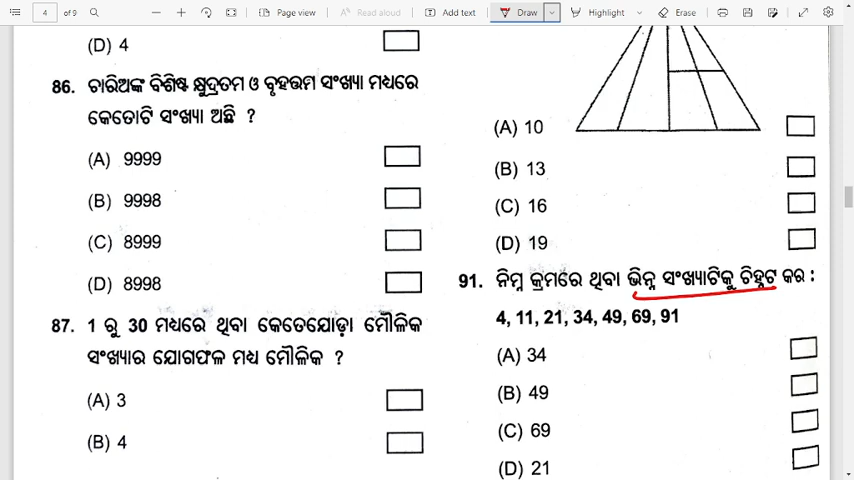 4 of 9
Page view
Read aloud
Add text
Draw
Highlight
Erase
(D) 4
86. ଚାରିଅଙ୍କ ବିଶିଷ୍ଟ କ୍ଷୁଦ୍ରତମ ଓ ବୃହତ୍ତମ ସଂଖ୍ୟା ମଧ୍ୟରେ
କେତୋଟି ସଂଖ୍ୟା ଅଛି ?
(A) 9999
(B) 9998
(C) 8999
(D) 8998
87. 1 ରୁ 30 ମଧ୍ୟରେ ଥିବା କେତେଯୋଡ଼ା ମୌଳିକ
ସଂଖ୍ୟାର ଯୋଗଫଳ ମଧ୍ୟ ମୌଳିକ ?
(A) 3
(B) 4
(A) 10
(B) 13
(C) 16
(D) 19
91. ନିମ୍ନ କ୍ରମରେ ଥିବା ଭିନ୍ନ ସଂଖ୍ୟାଟିକୁ ଚିହ୍ନଟ କର :
4, 11, 21, 34, 49, 69, 91
(A) 34
(B) 49
(C) 69
(D) 21